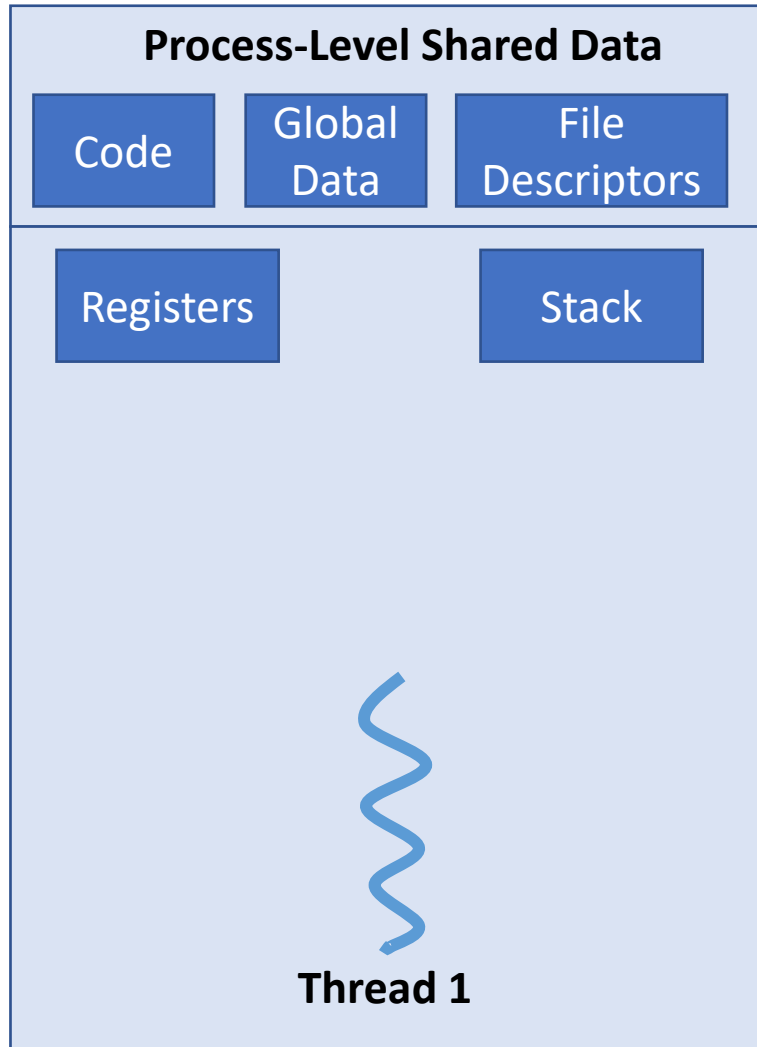 Process-Level Shared Data
Code
Global
Data
File
Descriptors
Registers
Stack
Thread 1